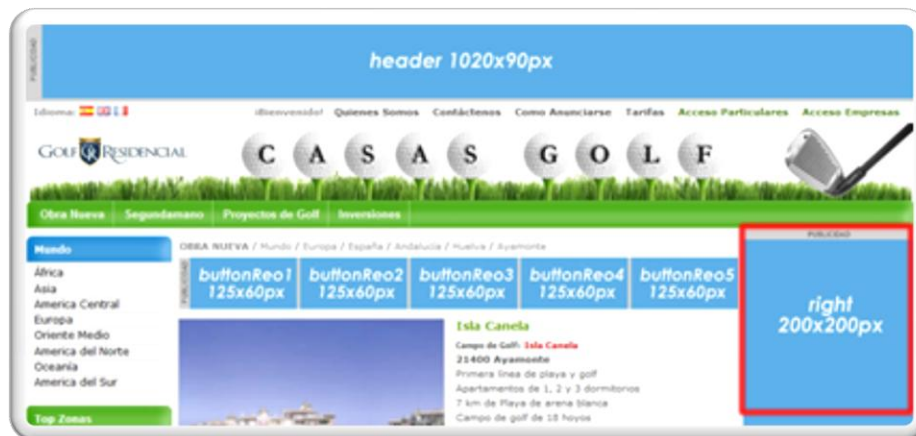 PUBLICIDAD
header 1020x90px
Idioma:
¡Bienvenido! Quienes Somos Contáctenos Como Anunciarse Tarifas Acceso Particulares Acceso Empresas
GOLF GR RESIDENCIAL
CASAS GOLF
Obra Nueva Segundamano Proyectos de Golf Inversiones
Mundo
África
Asia
America Central
Europa
Oriente Medio
America del Norte
Oceanía
America del Sur
Top Zonas
OBRA NUEVA / Mundo / Europa / España / Andalucía / Huelva / Ayamonte
PUBLICIDAD
buttonReo1 125x60px
buttonReo2 125x60px
buttonReo3 125x60px
buttonReo4 125x60px
buttonReo5 125x60px
Isla Canela
Campo de Golf: Isla Canela
21400 Ayamonte
Primera línea de playa y golf
Apartamentos de 1, 2 y 3 dormitorios
7 km de Playa de arena blanca
Campo de golf de 18 hoyos
PUBLICIDAD
right
200x200px